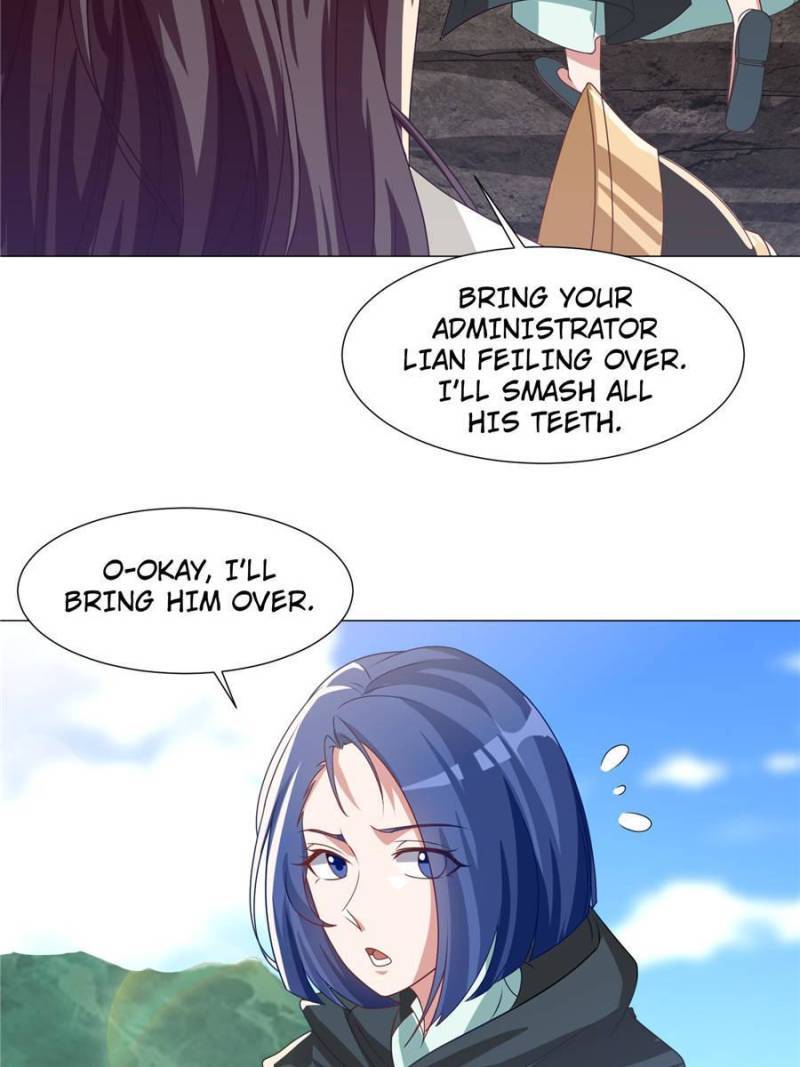 BRING YOUR
ADMINISTRATOR
LIAN FEILING OVER.
I'LL SMASH ALL
HIS TEETH.
O-OKAY, I'LL
BRING HIM OVER.